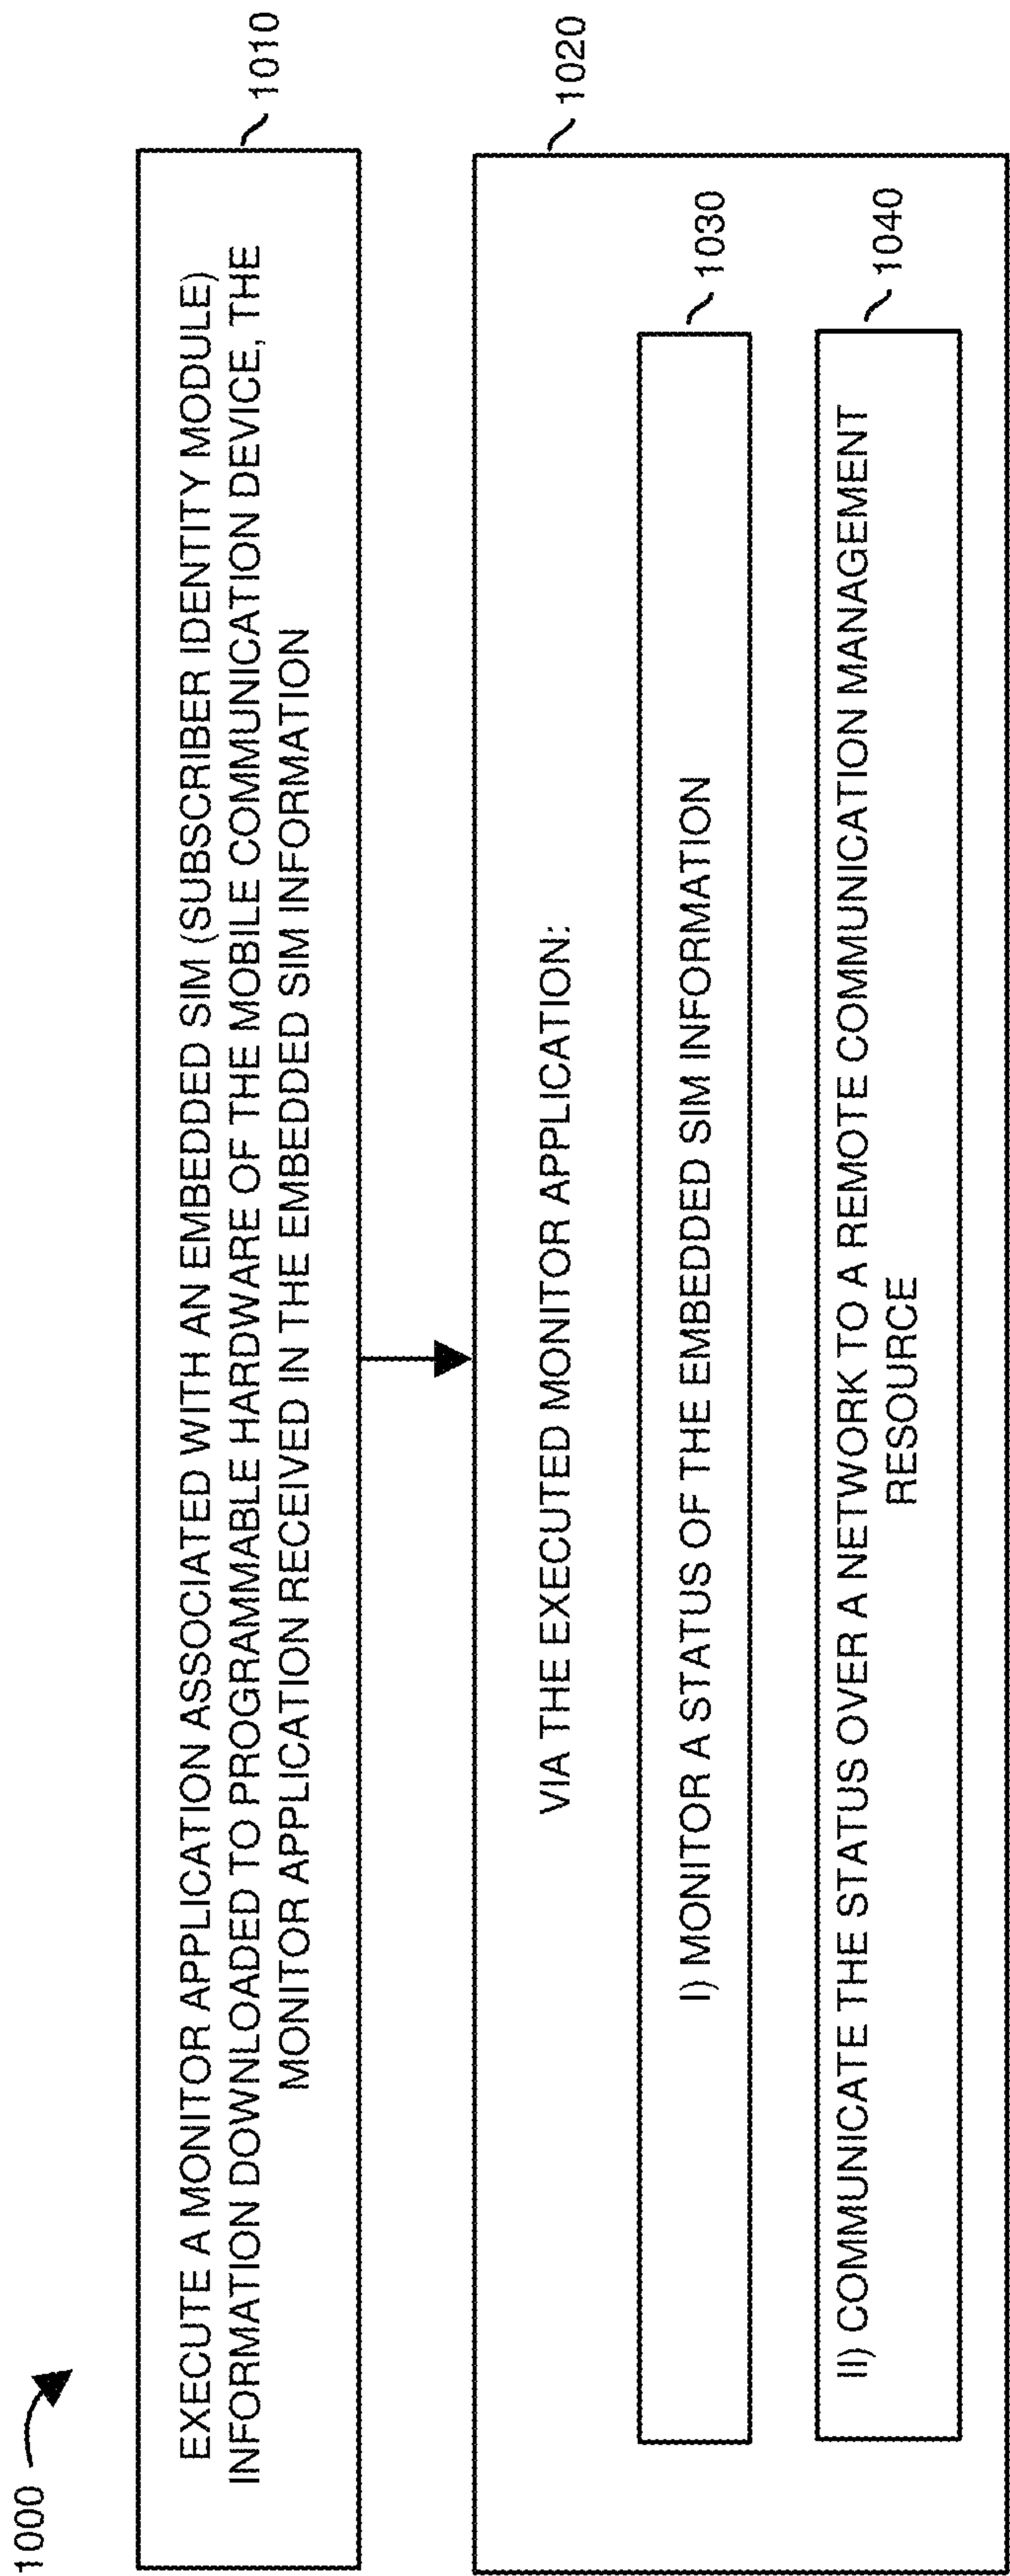 1000
1010
EXECUTE A MONITOR APPLICATION ASSOCIATED WITH AN EMBEDDED SIM (SUBSCRIBER IDENTITY MODULE)
INFORMATION DOWNLOADED TO PROGRAMMABLE HARDWARE OF THE MOBILE COMMUNICATION DEVICE, THE
MONITOR APPLICATION RECEIVED IN THE EMBEDDED SIM INFORMATION
1020
VIA THE EXECUTED MONITOR APPLICATION:
1030
I) MONITOR A STATUS OF THE EMBEDDED SIM INFORMATION
1040
II) COMMUNICATE THE STATUS OVER A NETWORK TO A REMOTE COMMUNICATION MANAGEMENT
RESOURCE